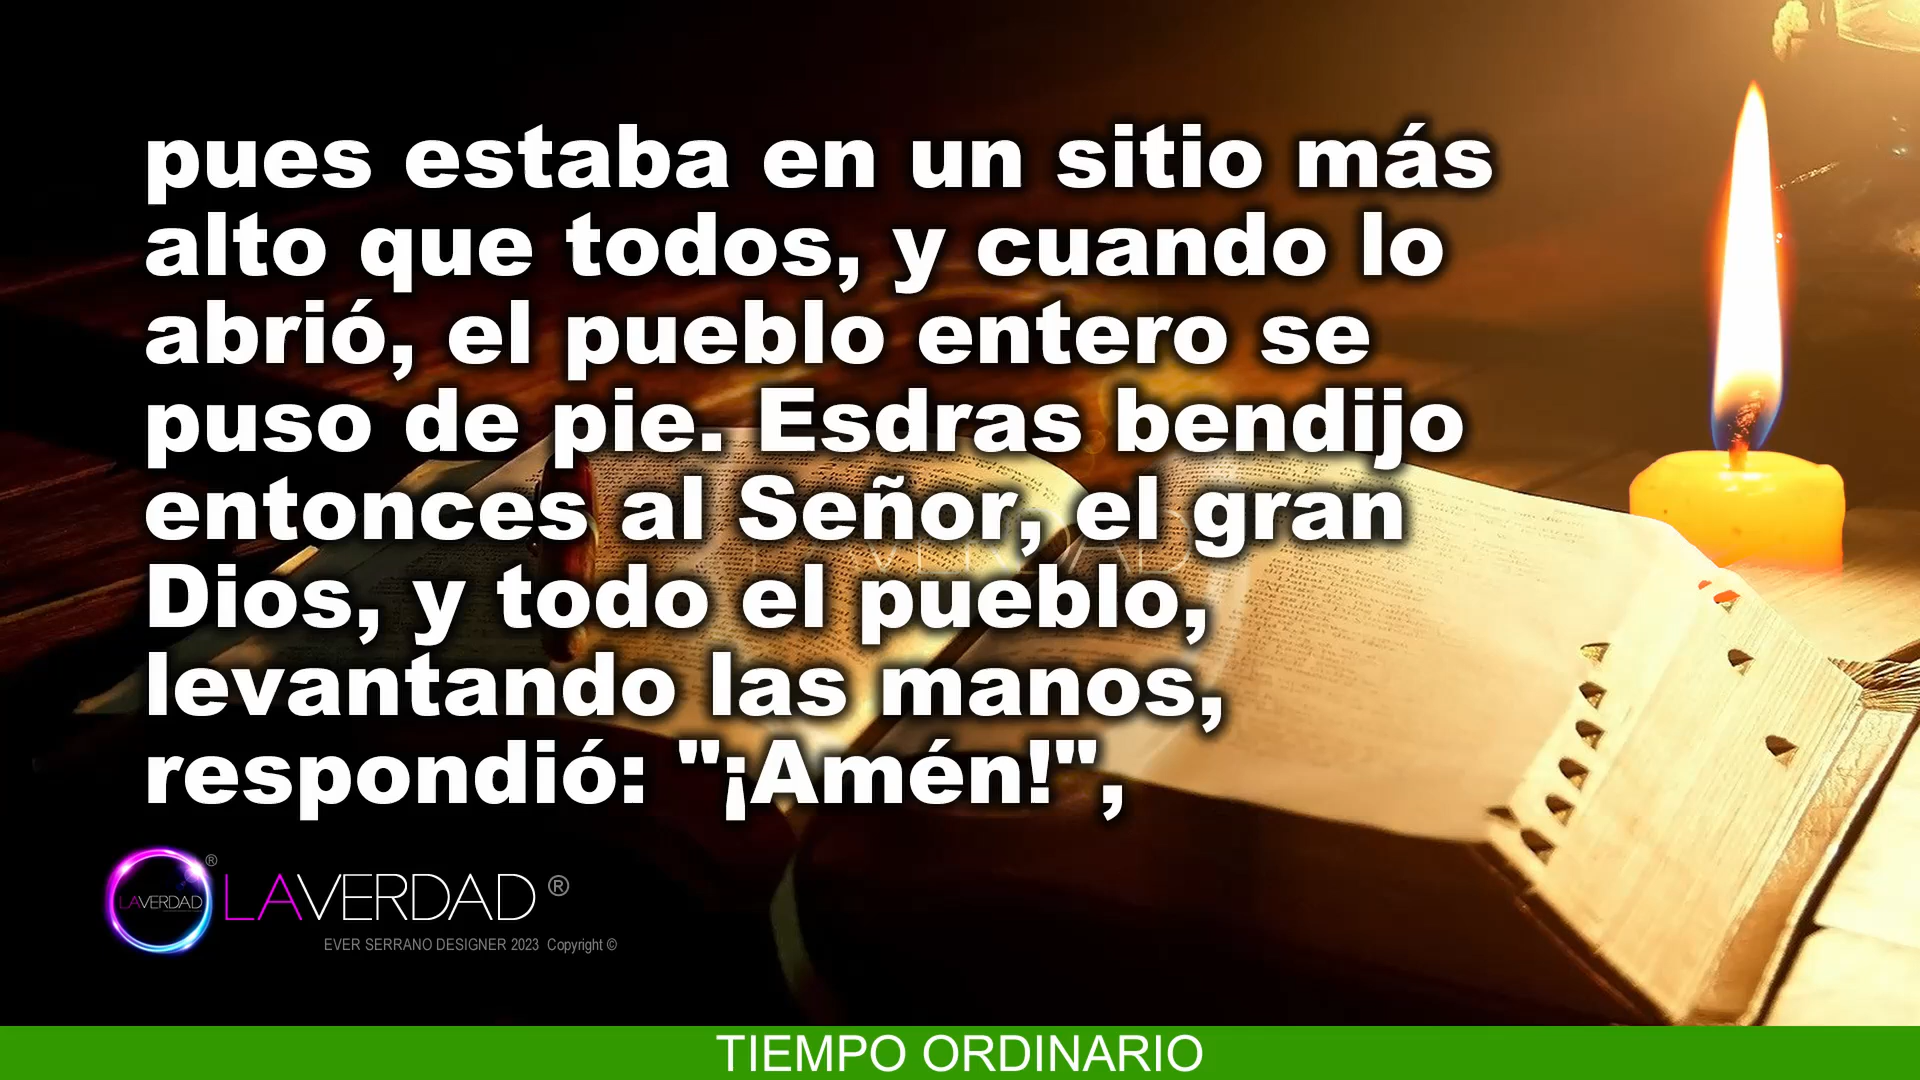 pues estaba en un sitio más
alto que todos, y cuando lo
abrió, el pueblo entero se
puso de pie. Esdras bendijo
entonces al Señor, el gran
Dios, y todo el pueblo,
levantando las manos,
respondió: "¡Amén!",
LAVERDAD ®
LAVERDAD ®
EVER SERRANO DESIGNER 2023 Copyright ©
TIEMPO ORDINARIO